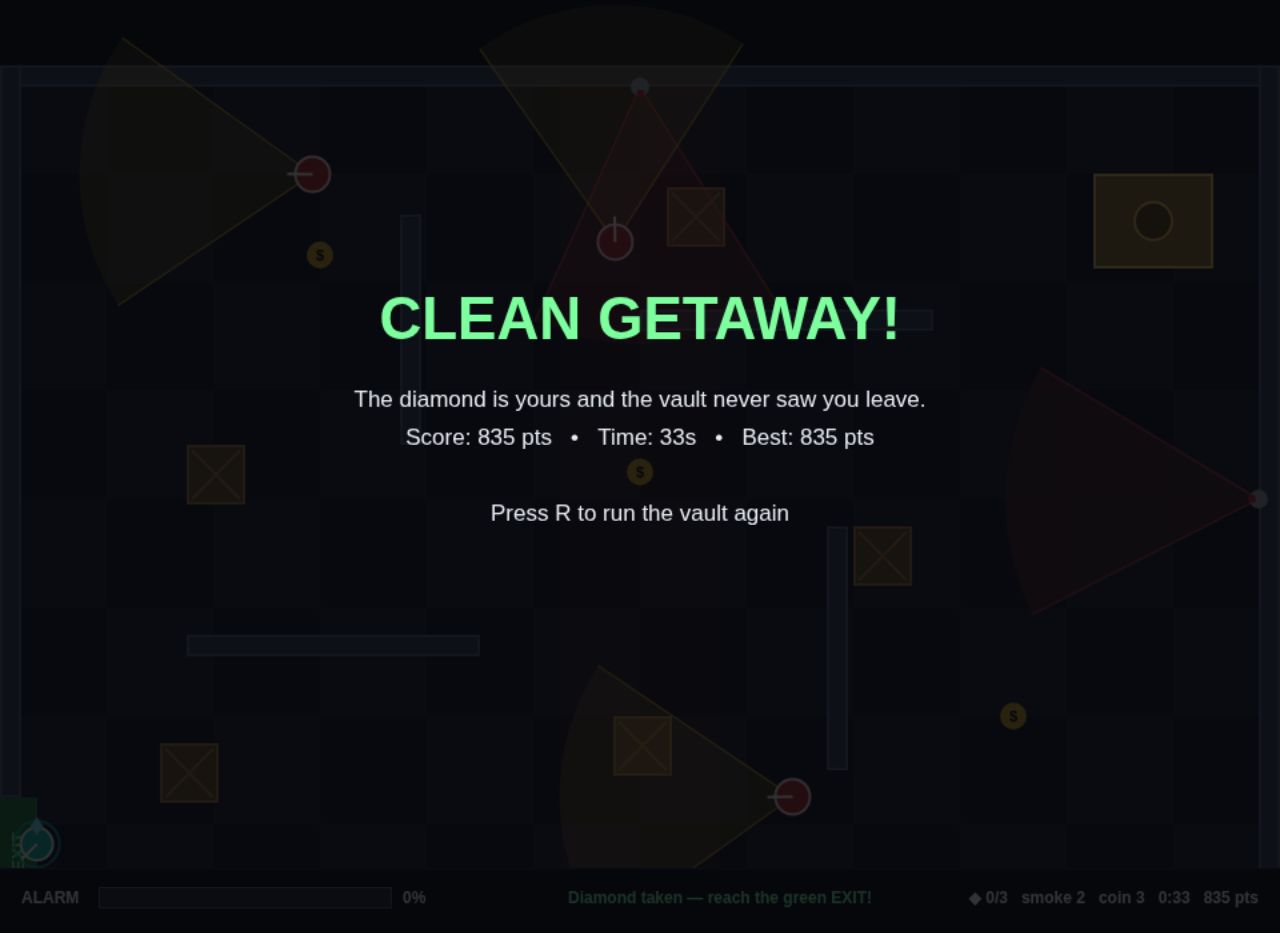 $
CLEAN GETAWAY!
The diamond is yours and the vault never saw you leave.
Score: 835 pts • Time: 33s • Best: 835 pts
$
Press R to run the vault again
$
EXIT
ALARM 0% Diamond taken — reach the green EXIT! ◆ 0/3 smoke 2 coin 3 0:33 835 pts